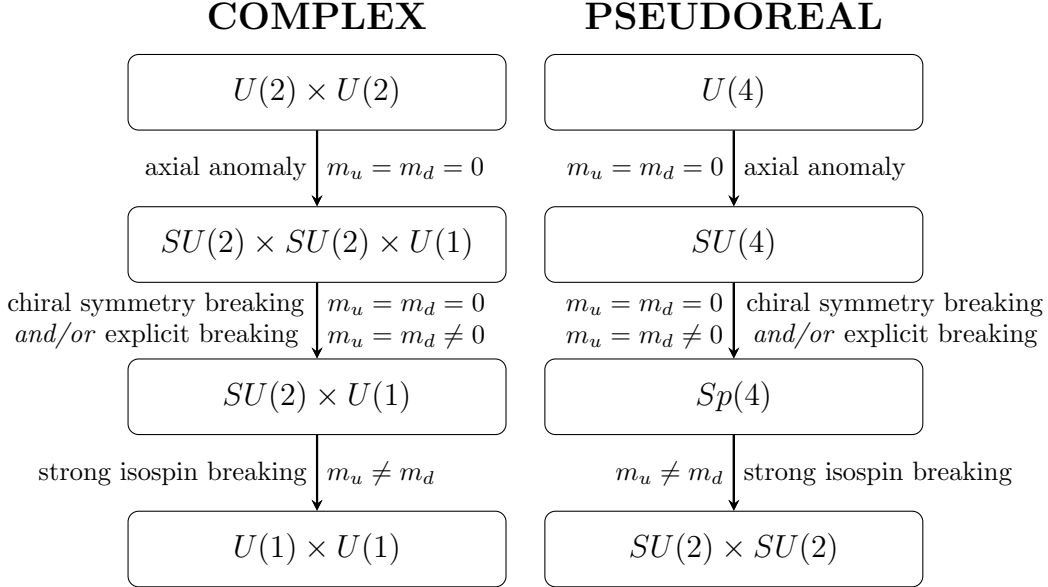 COMPLEX
U(2) × U(2)
axial anomaly
m_u = m_d = 0
SU(2) × SU(2) × U(1)
chiral symmetry breaking
and/or explicit breaking
m_u = m_d = 0
m_u = m_d ≠ 0
SU(2) × U(1)
strong isospin breaking
m_u ≠ m_d
U(1) × U(1)
PSEUDOREAL
U(4)
m_u = m_d = 0
axial anomaly
SU(4)
m_u = m_d = 0
m_u = m_d ≠ 0
chiral symmetry breaking
and/or explicit breaking
Sp(4)
m_u ≠ m_d
strong isospin breaking
SU(2) × SU(2)